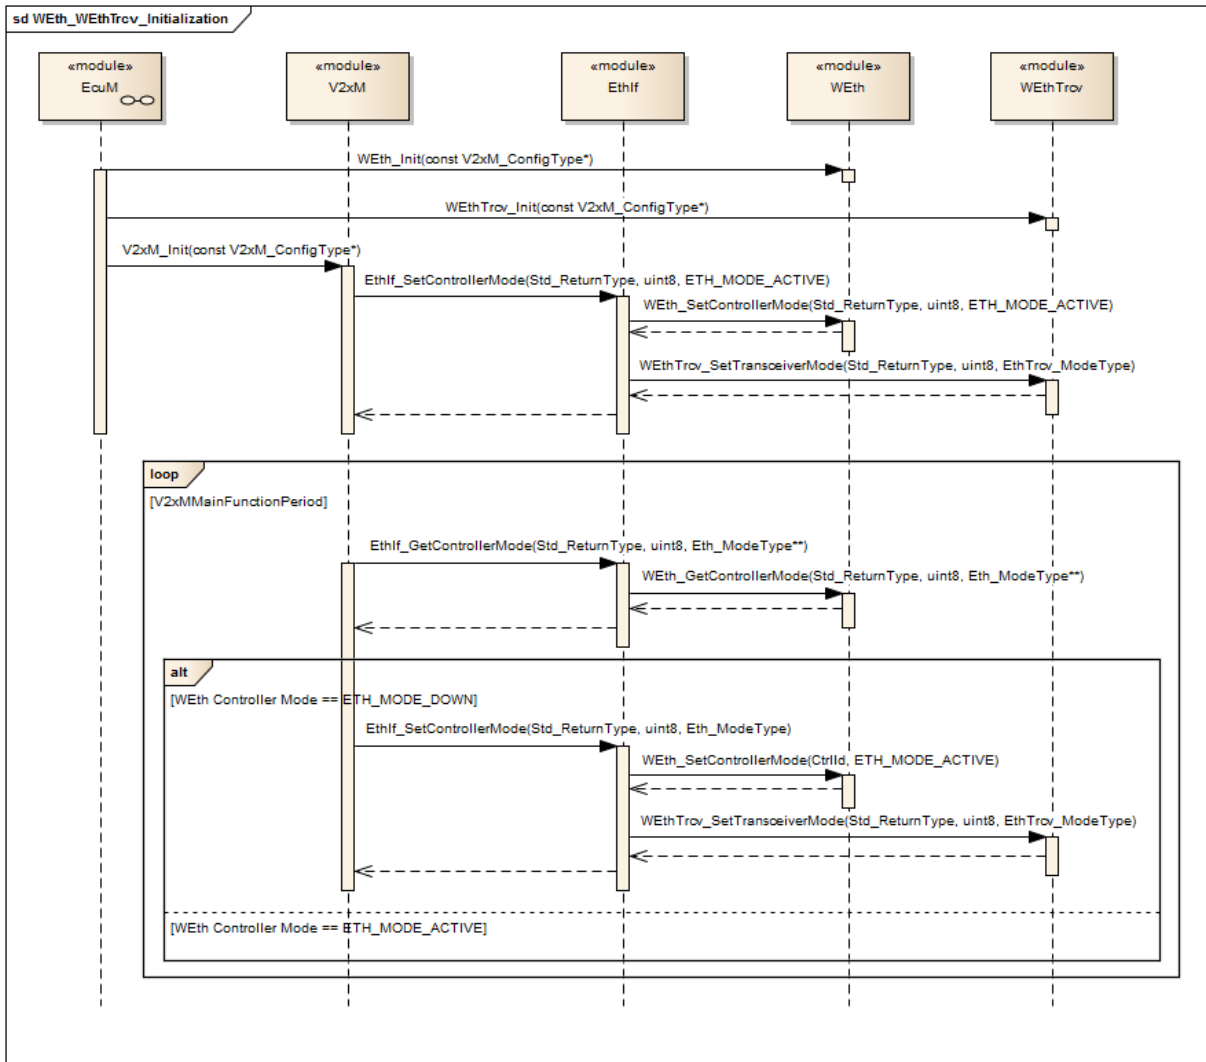 sd WEth_WEthTrcv_Initialization
«module»
EcuM
«module»
V2xM
«module»
EthIf
«module»
WEth
«module»
WEthTrcv
WEth_Init(const V2xM_ConfigType*)
WEthTrcv_Init(const V2xM_ConfigType*)
V2xM_Init(const V2xM_ConfigType*)
EthIf_SetControllerMode(Std_ReturnType, uint8, ETH_MODE_ACTIVE)
WEth_SetControllerMode(Std_ReturnType, uint8, ETH_MODE_ACTIVE)
WEthTrcv_SetTransceiverMode(Std_ReturnType, uint8, EthTrcv_ModeType)
loop
[V2xMMainFunctionPeriod]
EthIf_GetControllerMode(Std_ReturnType, uint8, Eth_ModeType**)
WEth_GetControllerMode(Std_ReturnType, uint8, Eth_ModeType**)
alt
[WEth Controller Mode == ETH_MODE_DOWN]
EthIf_SetControllerMode(Std_ReturnType, uint8, Eth_ModeType)
WEth_SetControllerMode(CtrlId, ETH_MODE_ACTIVE)
WEthTrcv_SetTransceiverMode(Std_ReturnType, uint8, EthTrcv_ModeType)
[WEth Controller Mode == ETH_MODE_ACTIVE]